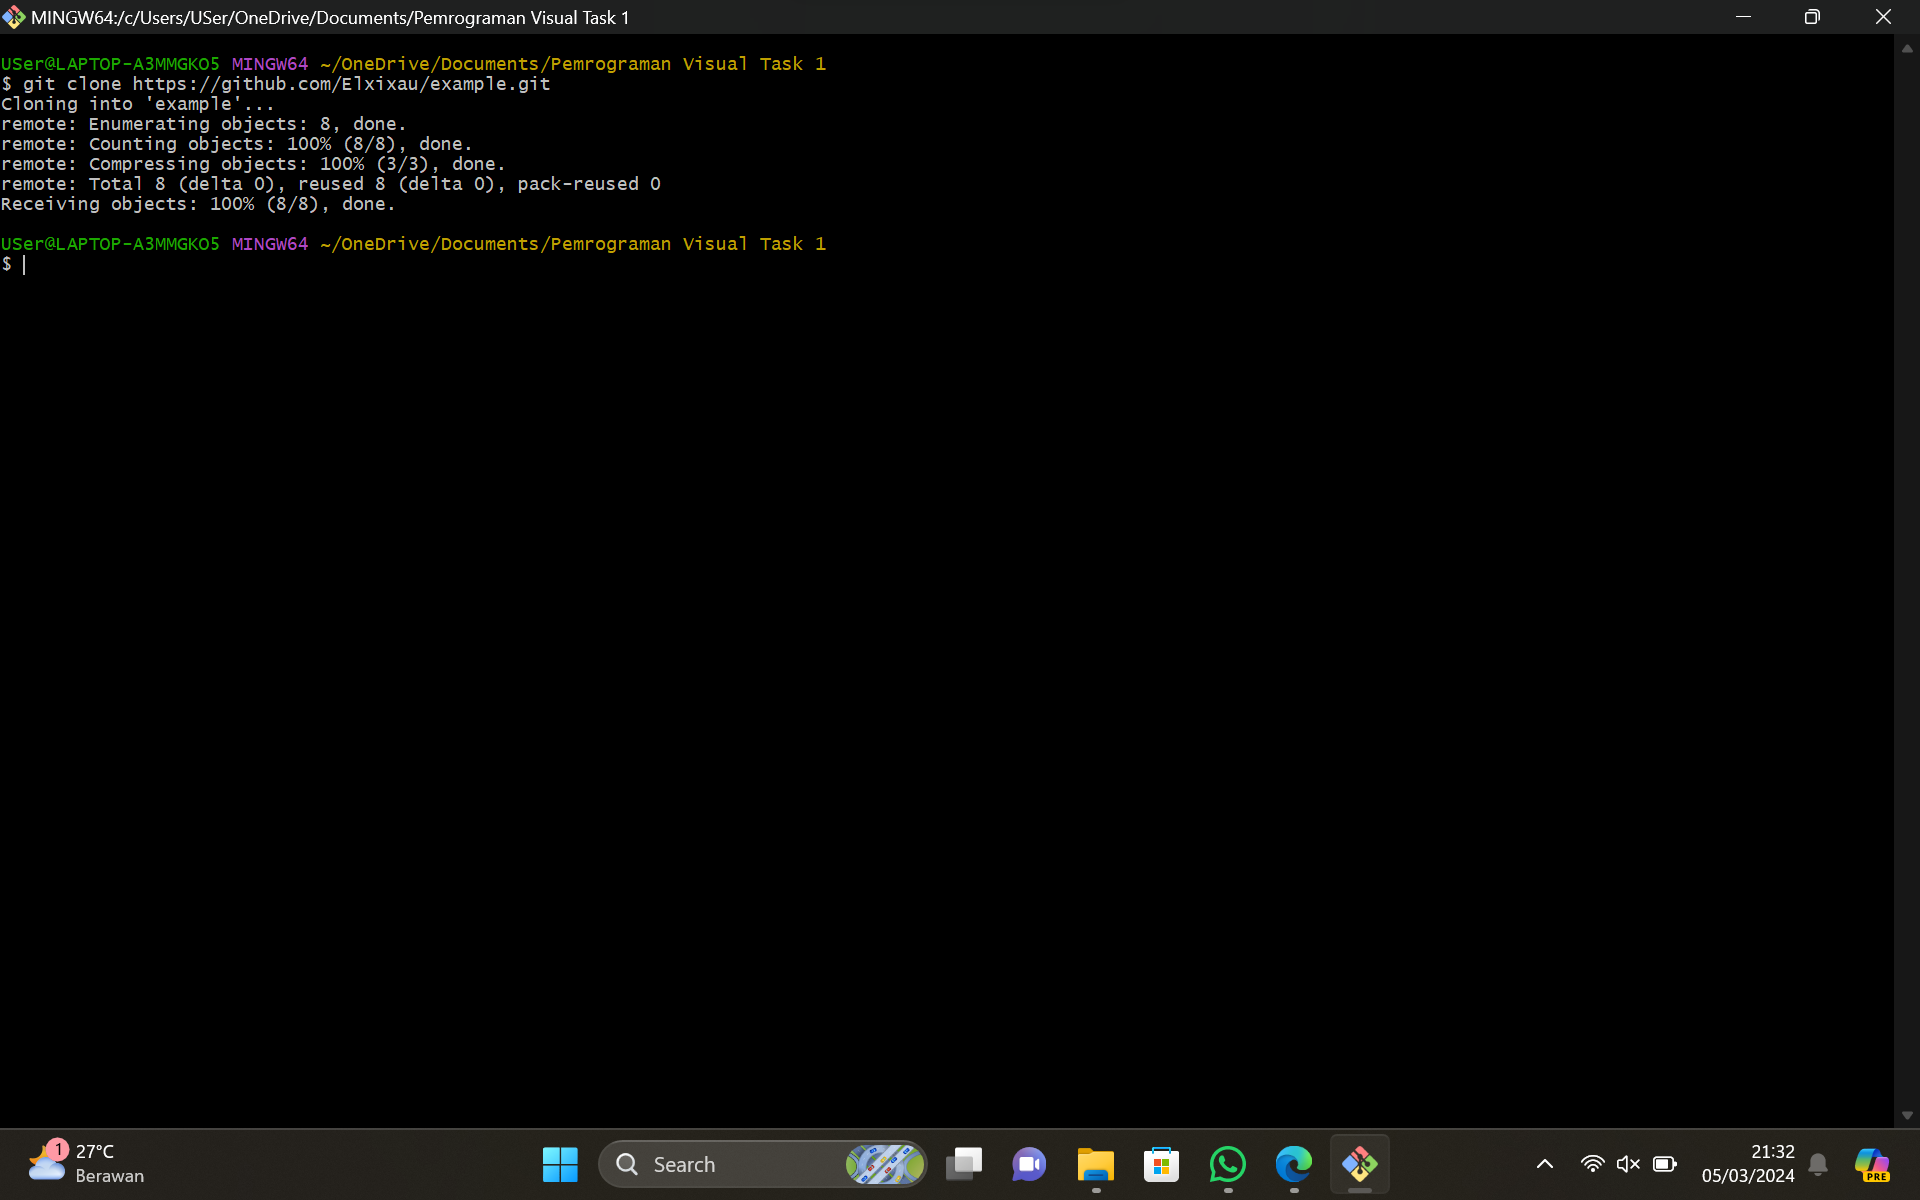 MINGW64:/c/Users/USer/OneDrive/Documents/Pemrograman Visual Task 1
USer@LAPTOP-A3MMGKO5 MINGW64 ~/OneDrive/Documents/Pemrograman Visual Task 1
$ git clone https://github.com/Elxixau/example.git
Cloning into 'example'...
remote: Enumerating objects: 8, done.
remote: Counting objects: 100% (8/8), done.
remote: Compressing objects: 100% (3/3), done.
remote: Total 8 (delta 0), reused 8 (delta 0), pack-reused 0
Receiving objects: 100% (8/8), done.
USer@LAPTOP-A3MMGKO5 MINGW64 ~/OneDrive/Documents/Pemrograman Visual Task 1
$
1
27°C
Berawan
Search
21:32
05/03/2024
PRE